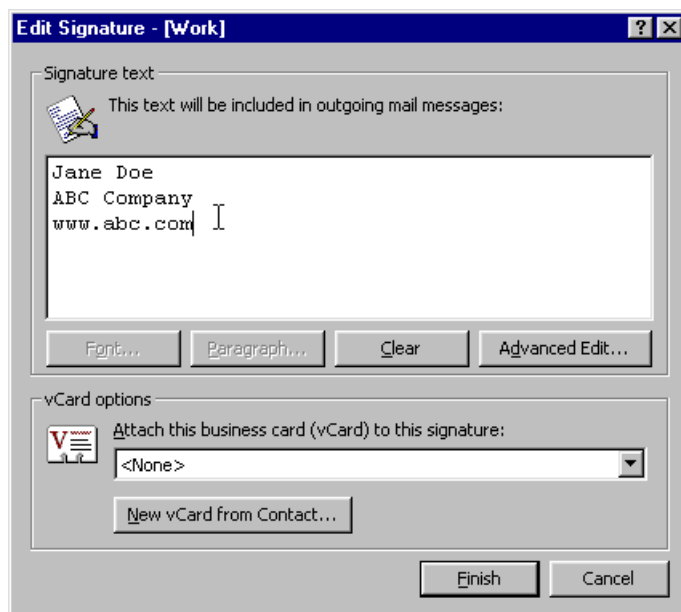 Edit Signature - [Work]
Signature text
This text will be included in outgoing mail messages:
Jane Doe
ABC Company
www.abc.com
Font... Paragraph... Clear Advanced Edit...
vCard options
Attach this business card (vCard) to this signature:
<None>
New vCard from Contact...
Finish Cancel